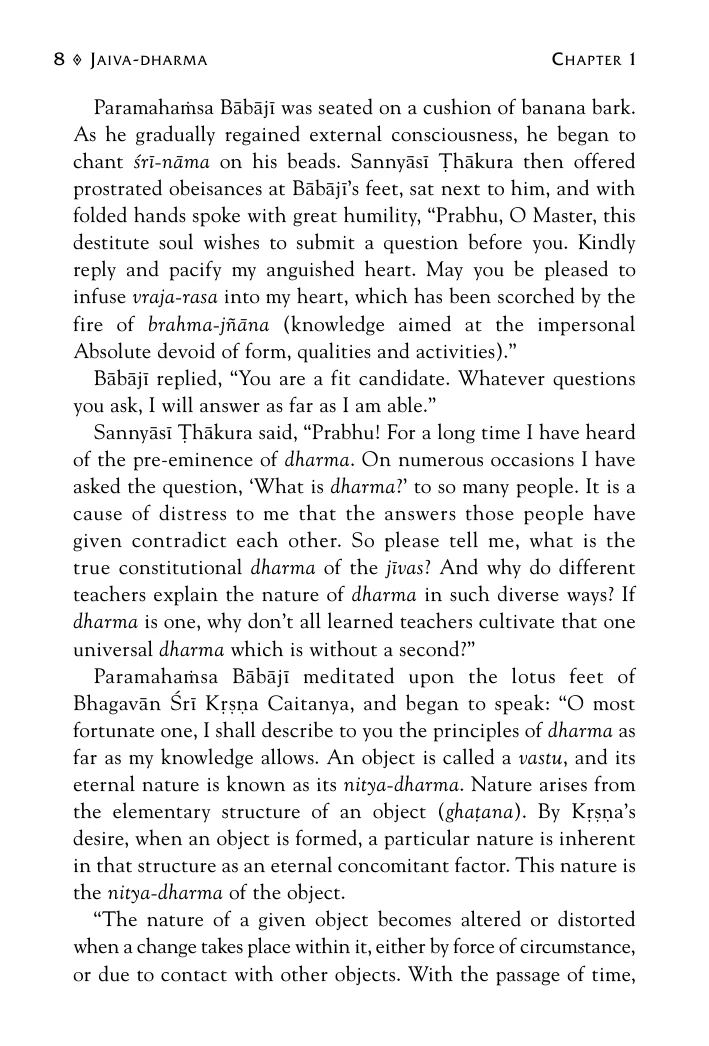 8 ◊ JAIVA-DHARMA CHAPTER 1
Paramahaṁsa Bābājī was seated on a cushion of banana bark.
As he gradually regained external consciousness, he began to
chant śrī-nāma on his beads. Sannyāsī Ṭhākura then offered
prostrated obeisances at Bābājī’s feet, sat next to him, and with
folded hands spoke with great humility, “Prabhu, O Master, this
destitute soul wishes to submit a question before you. Kindly
reply and pacify my anguished heart. May you be pleased to
infuse vraja-rasa into my heart, which has been scorched by the
fire of brahma-jñāna (knowledge aimed at the impersonal
Absolute devoid of form, qualities and activities).”
Bābājī replied, “You are a fit candidate. Whatever questions
you ask, I will answer as far as I am able.”
Sannyāsī Ṭhākura said, “Prabhu! For a long time I have heard
of the pre-eminence of dharma. On numerous occasions I have
asked the question, ‘What is dharma?’ to so many people. It is a
cause of distress to me that the answers those people have
given contradict each other. So please tell me, what is the
true constitutional dharma of the jīvas? And why do different
teachers explain the nature of dharma in such diverse ways? If
dharma is one, why don’t all learned teachers cultivate that one
universal dharma which is without a second?”
Paramahaṁsa Bābājī meditated upon the lotus feet of
Bhagavān Śrī Kṛṣṇa Caitanya, and began to speak: “O most
fortunate one, I shall describe to you the principles of dharma as
far as my knowledge allows. An object is called a vastu, and its
eternal nature is known as its nitya-dharma. Nature arises from
the elementary structure of an object (ghaṭana). By Kṛṣṇa’s
desire, when an object is formed, a particular nature is inherent
in that structure as an eternal concomitant factor. This nature is
the nitya-dharma of the object.
“The nature of a given object becomes altered or distorted
when a change takes place within it, either by force of circumstance,
or due to contact with other objects. With the passage of time,